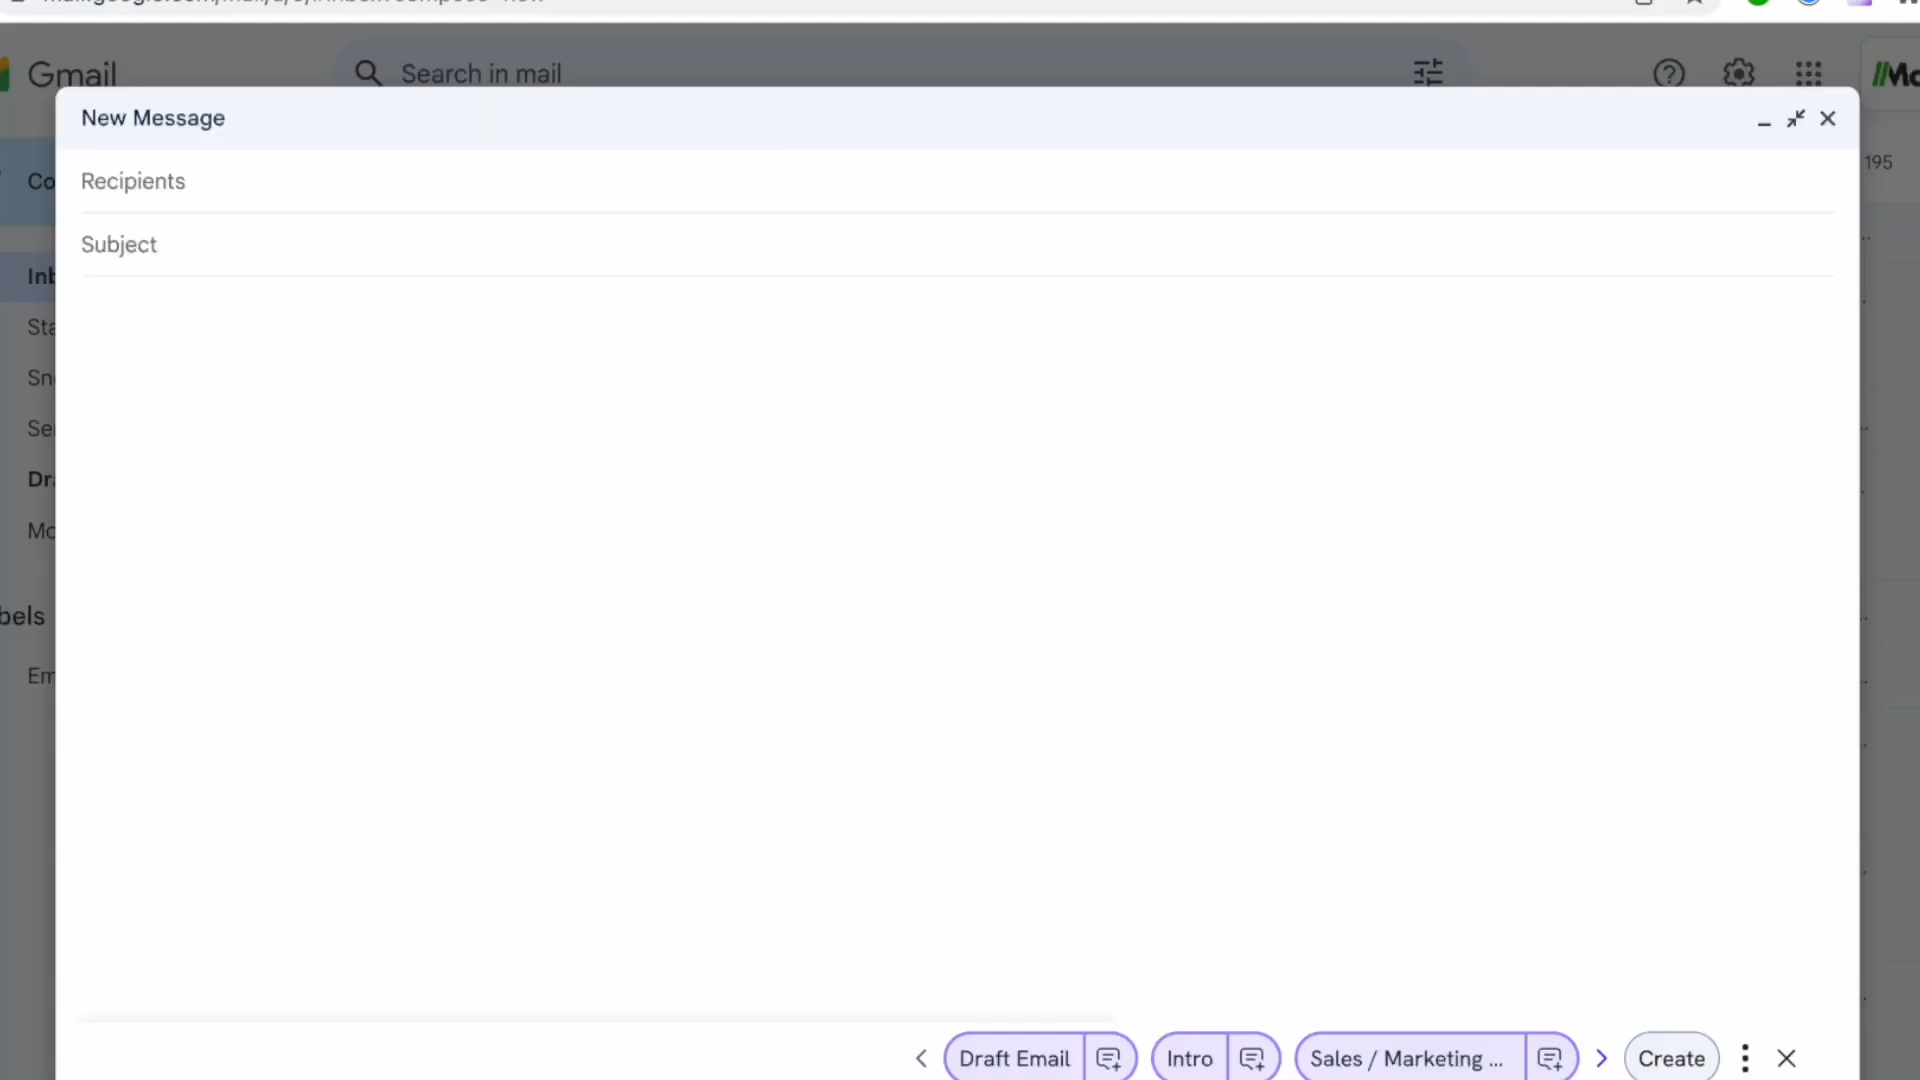 Gmail
Search in mail
New Message
195
Recipients
Co
Subject
Inb
Sta
Sn
Se
Dr
Mo
bels
Em
Draft Email
Intro
Sales / Marketing ...
Create